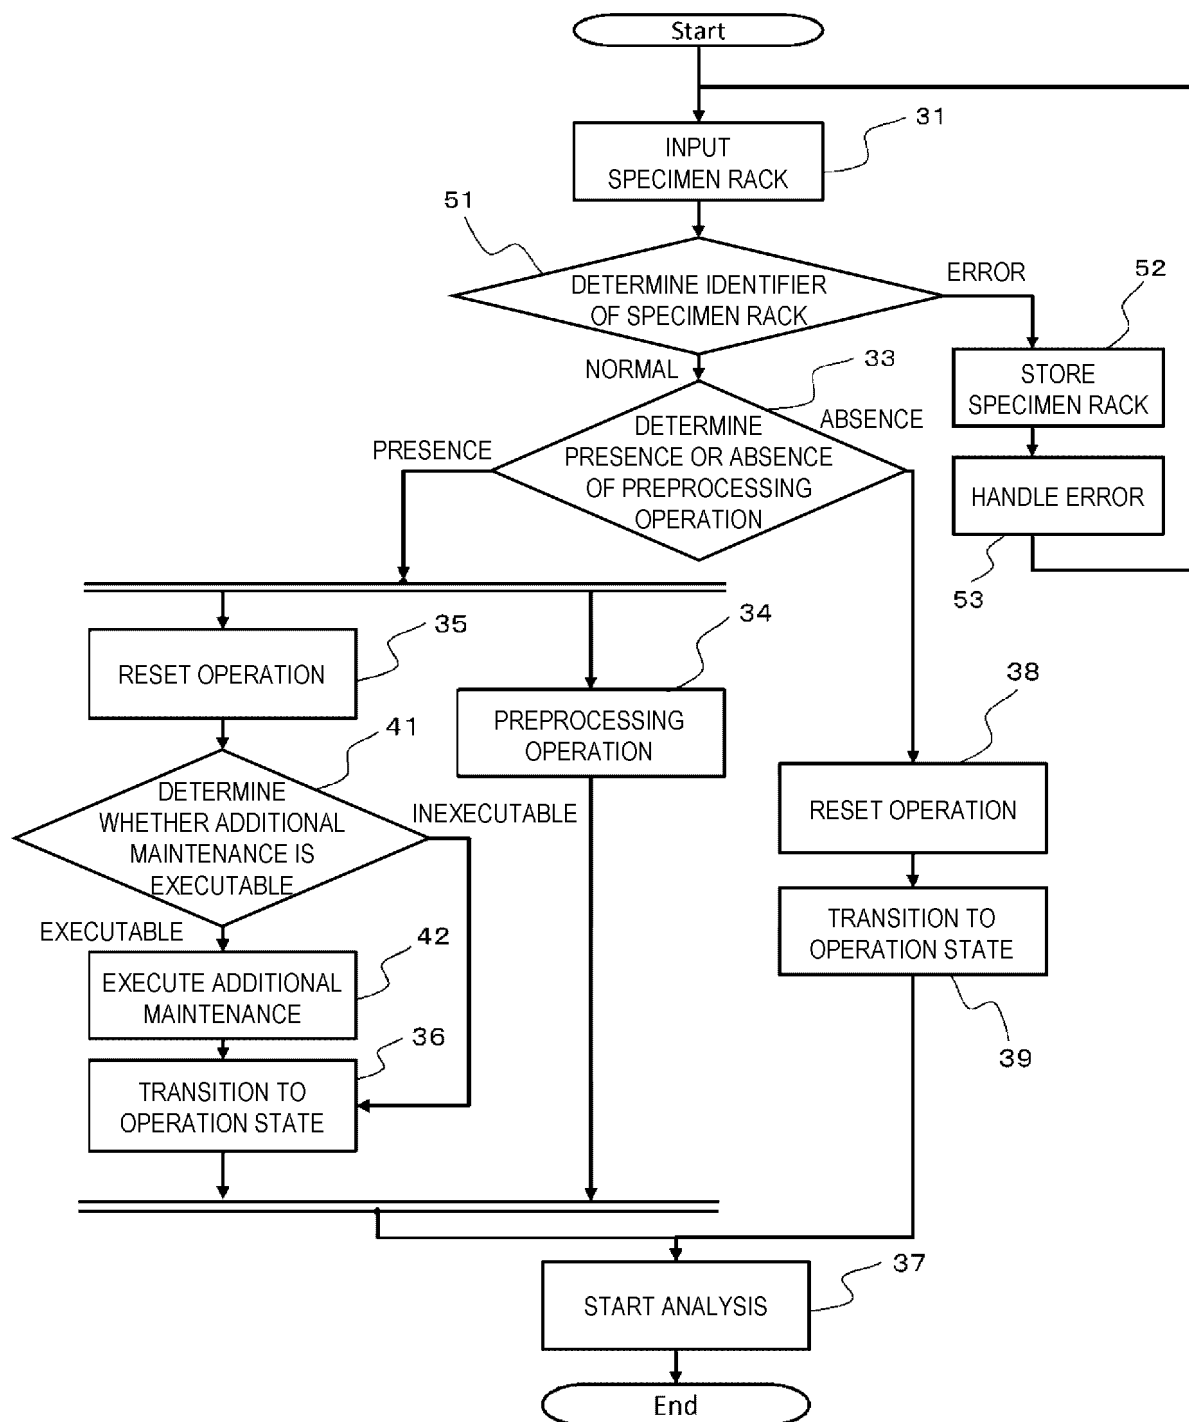 Start
31
INPUT
SPECIMEN RACK
51
DETERMINE IDENTIFIER
OF SPECIMEN RACK
ERROR
52
STORE
SPECIMEN RACK
NORMAL
33
ABSENCE
PRESENCE
DETERMINE
PRESENCE OR ABSENCE
OF PREPROCESSING
OPERATION
HANDLE ERROR
53
35
RESET OPERATION
34
PREPROCESSING
OPERATION
38
RESET OPERATION
41
DETERMINE
WHETHER ADDITIONAL
MAINTENANCE IS
EXECUTABLE
INEXECUTABLE
EXECUTABLE
42
EXECUTE ADDITIONAL
MAINTENANCE
TRANSITION TO
OPERATION STATE
39
36
TRANSITION TO
OPERATION STATE
37
START ANALYSIS
End